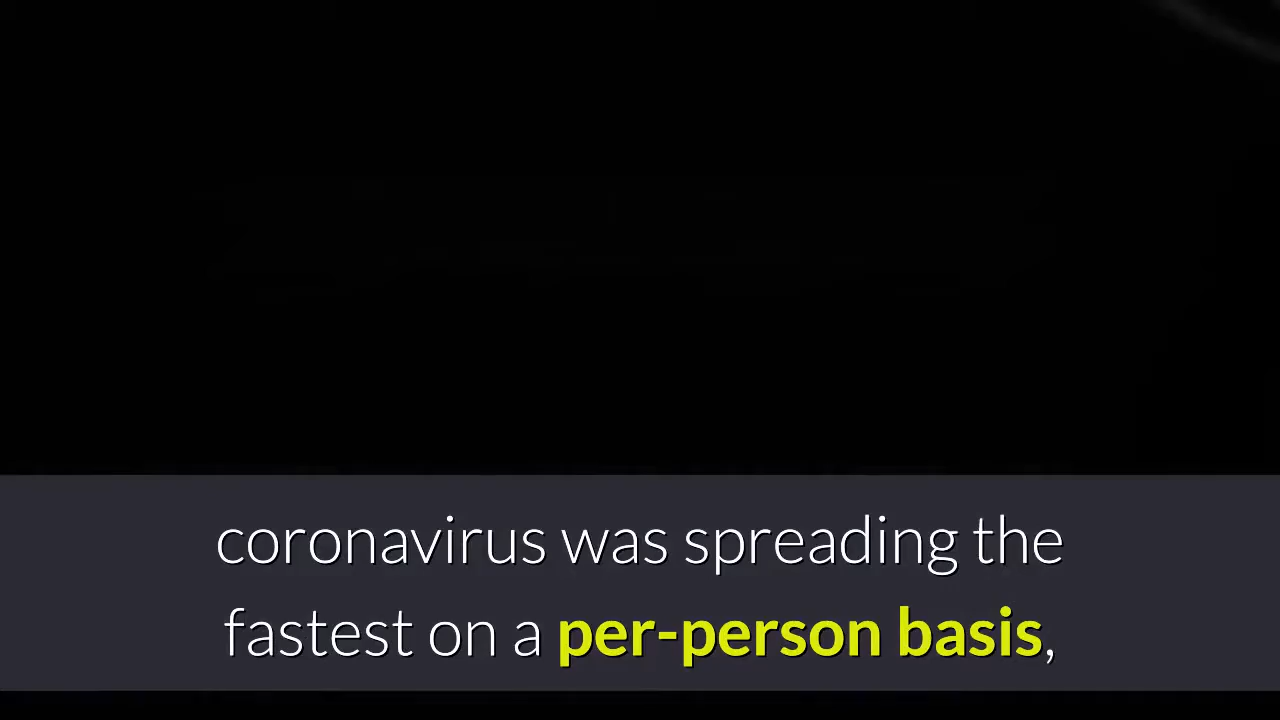 coronavirus was spreading the
fastest on a per-person basis,